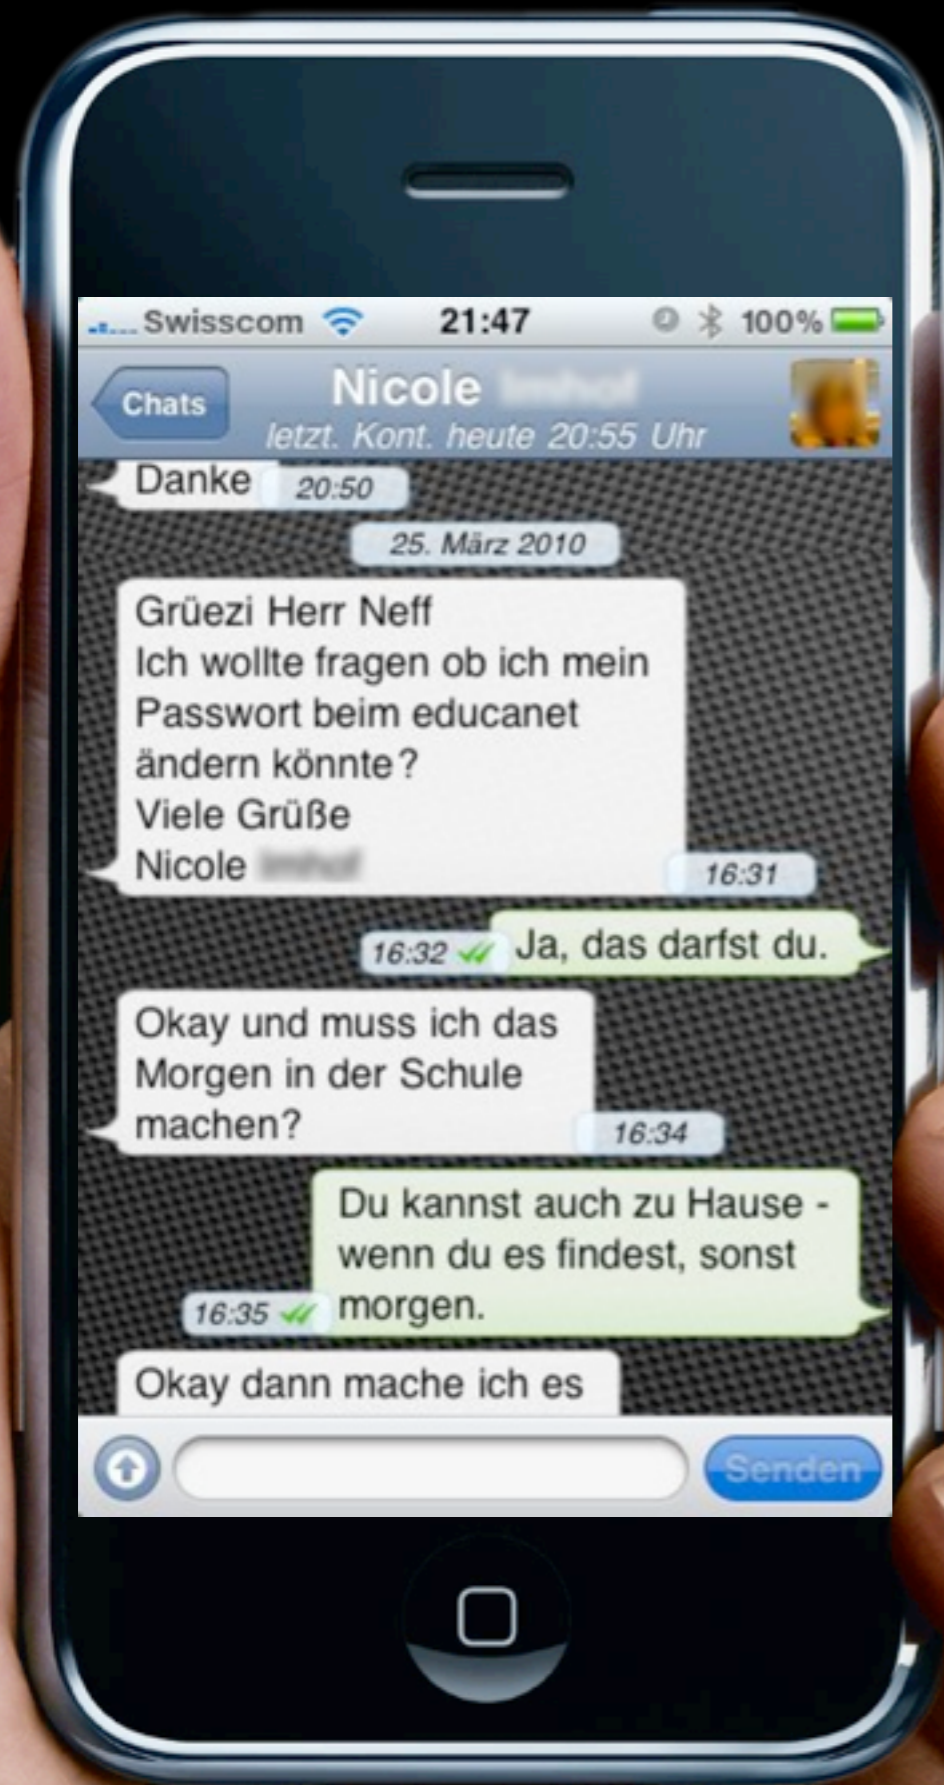 Swisscom 21:47 100%
Chats
Nicole
letzt. Kont. heute 20:55 Uhr
Danke 20:50
25. März 2010
Grüezi Herr Neff
Ich wollte fragen ob ich mein
Passwort beim educanet
ändern könnte?
Viele Grüße
Nicole
16:31
16:32 Ja, das darfst du.
Okay und muss ich das
Morgen in der Schule
machen?
16:34
Du kannst auch zu Hause -
wenn du es findest, sonst
16:35 morgen.
Okay dann mache ich es
Senden